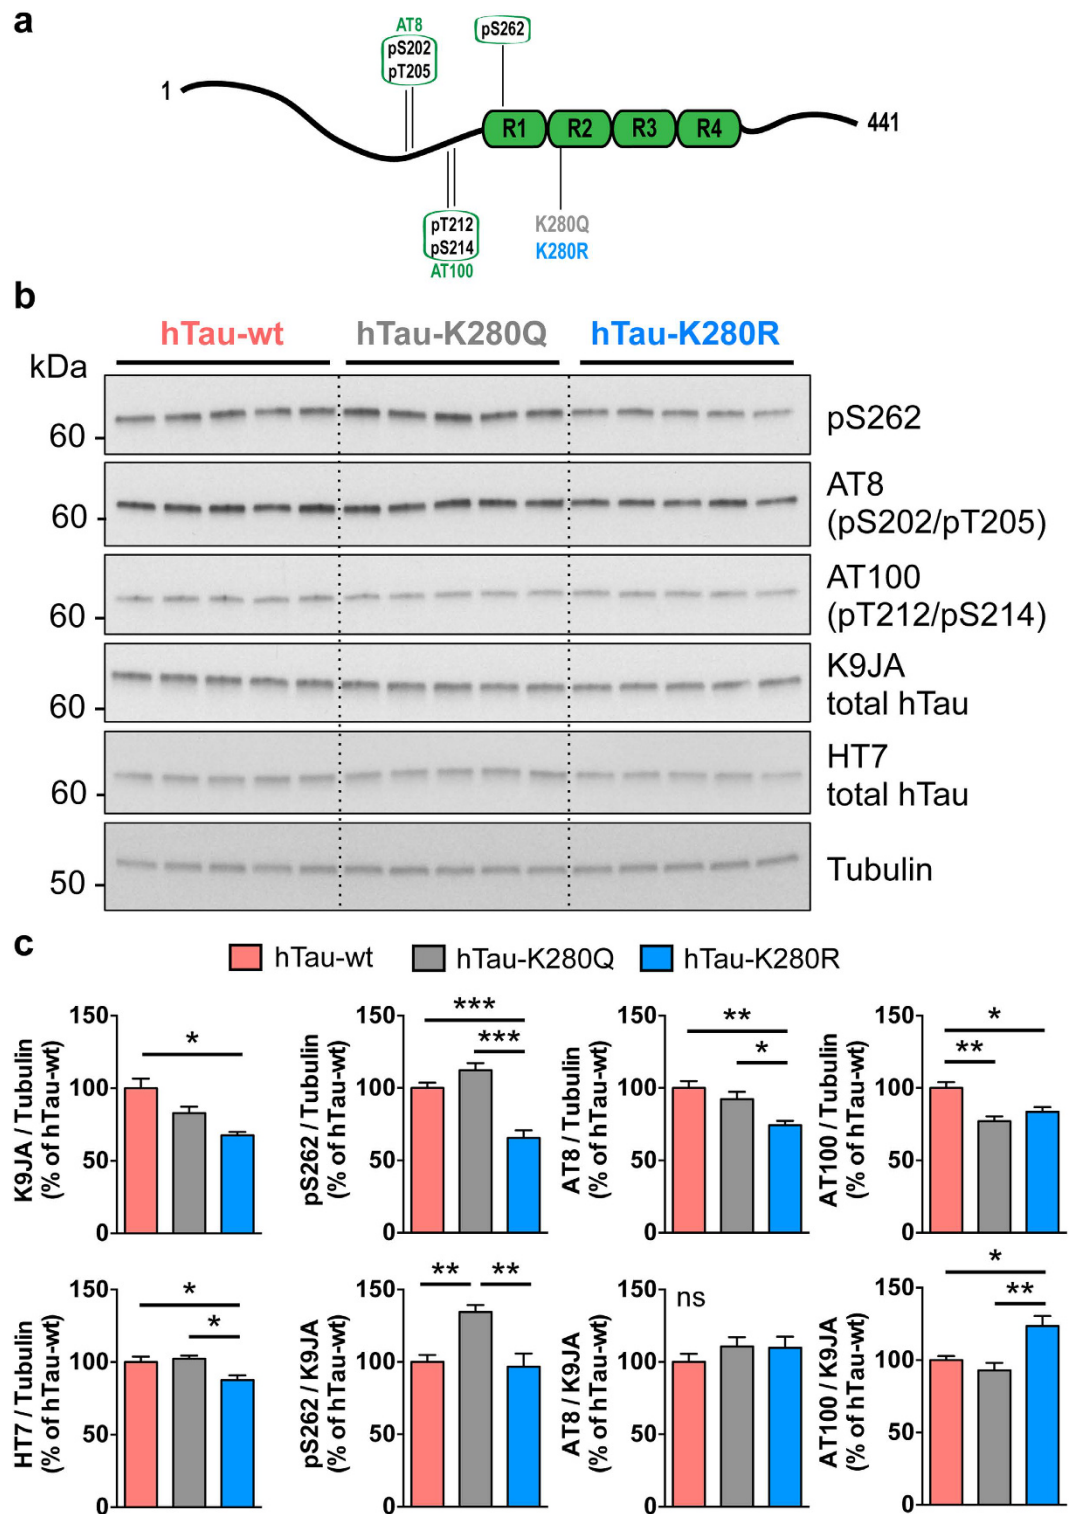 a
AT8
pS202
pT205
pS262
1
R1 R2 R3 R4
441
pT212
pS214
AT100
K280Q
K280R
b
hTau-wt hTau-K280Q hTau-K280R
kDa
60
pS262
60
AT8
(pS202/pT205)
60
AT100
(pT212/pS214)
60
K9JA
total hTau
60
HT7
total hTau
50
Tubulin
c
hTau-wt hTau-K280Q hTau-K280R
K9JA / Tubulin
(% of hTau-wt)
150
100
50
0
*
pS262 / Tubulin
(% of hTau-wt)
150
100
50
0
***
***
AT8 / Tubulin
(% of hTau-wt)
150
100
50
0
**
*
AT100 / Tubulin
(% of hTau-wt)
150
100
50
0
*
**
HT7 / Tubulin
(% of hTau-wt)
150
100
50
0
*
*
pS262 / K9JA
(% of hTau-wt)
150
100
50
0
** **
AT8 / K9JA
(% of hTau-wt)
150
100
50
0
ns
AT100 / K9JA
(% of hTau-wt)
150
100
50
0
*
**